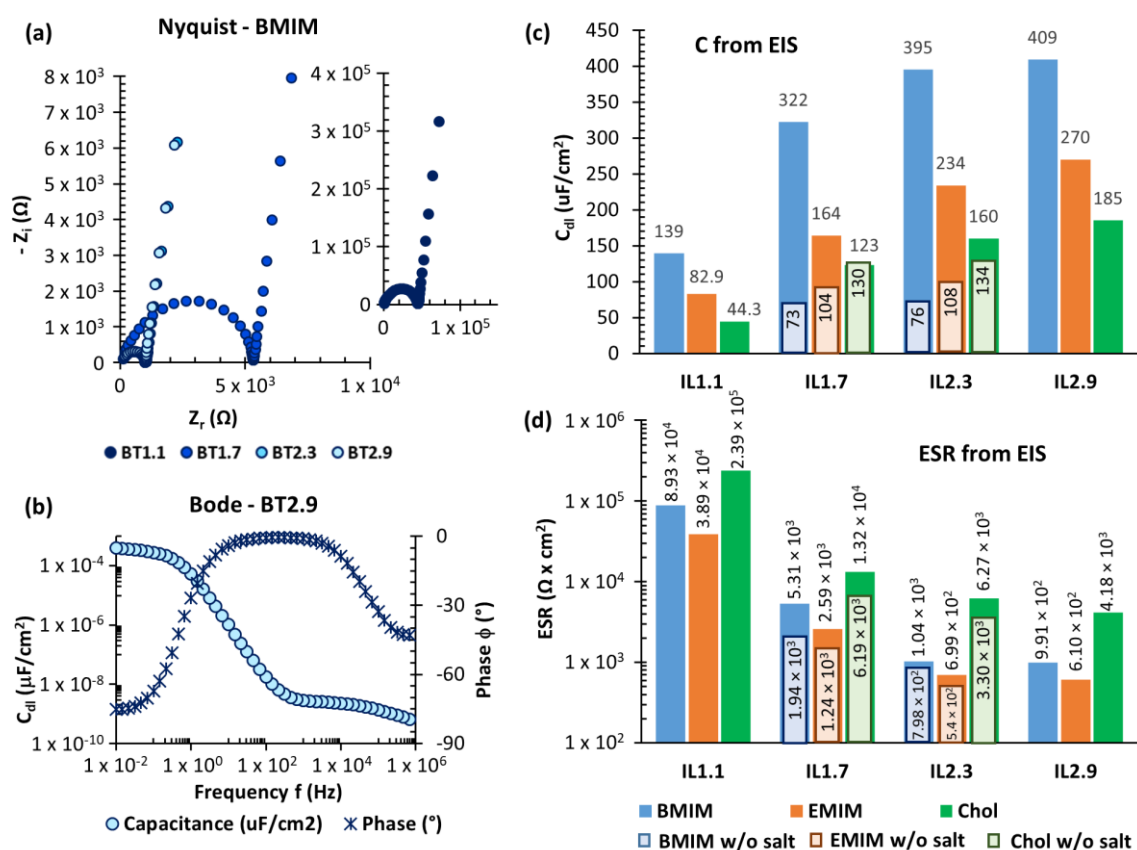 (a)
Nyquist - BMIM
8 x 10³
7 x 10³
6 x 10³
5 x 10³
4 x 10³
3 x 10³
2 x 10³
1 x 10³
0
- Zᵢ (Ω)
0
5 x 10³
1 x 10⁴
Zᵣ (Ω)
4 x 10⁵
3 x 10⁵
2 x 10⁵
1 x 10⁵
0 x 10⁰
0
1 x 10⁵
BT1.1 BT1.7 BT2.3 BT2.9
(b)
Bode - BT2.9
1 x 10⁻⁴
1 x 10⁻⁶
1 x 10⁻⁸
1 x 10⁻¹⁰
C_dl (µF/cm²)
0
-30
-60
-90
Phase ϕ (°)
1 x 10⁻² 1 x 10⁰ 1 x 10² 1 x 10⁴ 1 x 10⁶
Frequency f (Hz)
Capacitance (uF/cm2) Phase (°)
(c)
C from EIS
450
400
350
300
250
200
150
100
50
0
C_dl (uF/cm²)
139
82.9
44.3
322
164
123
73
104
130
395
234
160
76
108
134
409
270
185
IL1.1 IL1.7 IL2.3 IL2.9
(d)
ESR from EIS
1 x 10⁶
1 x 10⁵
1 x 10⁴
1 x 10³
1 x 10²
ESR (Ω x cm²)
8.93 × 10⁴
3.89 × 10⁴
2.39 × 10⁵
5.31 × 10³
2.59 × 10³
1.32 × 10⁴
1.94 × 10³
1.24 × 10³
6.19 × 10³
1.04 × 10³
6.99 × 10²
6.27 × 10³
7.98 × 10²
5.4 × 10²
3.30 × 10³
9.91 × 10²
6.10 × 10²
4.18 × 10³
IL1.1 IL1.7 IL2.3 IL2.9
BMIM EMIM Chol
BMIM w/o salt EMIM w/o salt Chol w/o salt